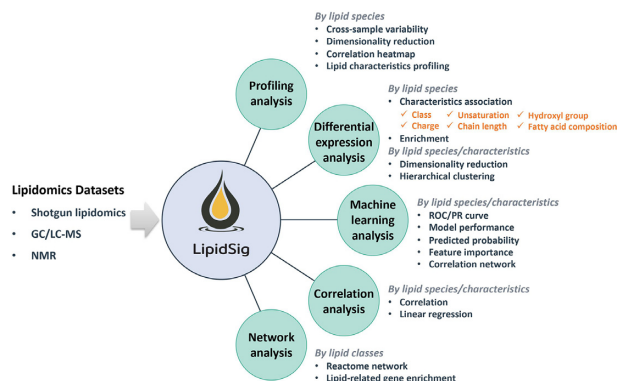 Lipidomics Datasets
• Shotgun lipidomics
• GC/LC-MS
• NMR
LipidSig
Profiling
analysis
By lipid species
• Cross-sample variability
• Dimensionality reduction
• Correlation heatmap
• Lipid characteristics profiling
Differential
expression
analysis
By lipid species
• Characteristics association
✓ Class ✓ Unsaturation ✓ Hydroxyl group
✓ Charge ✓ Chain length ✓ Fatty acid composition
• Enrichment
By lipid species/characteristics
• Dimensionality reduction
• Hierarchical clustering
Machine
learning
analysis
By lipid species/characteristics
• ROC/PR curve
• Model performance
• Predicted probability
• Feature importance
• Correlation network
Correlation
analysis
By lipid species/characteristics
• Correlation
• Linear regression
Network
analysis
By lipid classes
• Reactome network
• Lipid-related gene enrichment